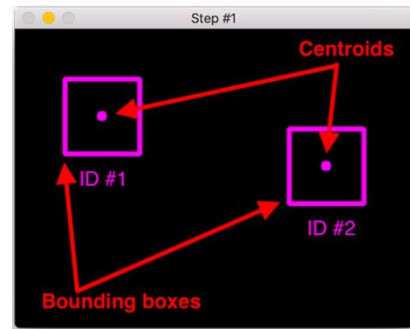 Step #1
Centroids
ID #1
ID #2
Bounding boxes